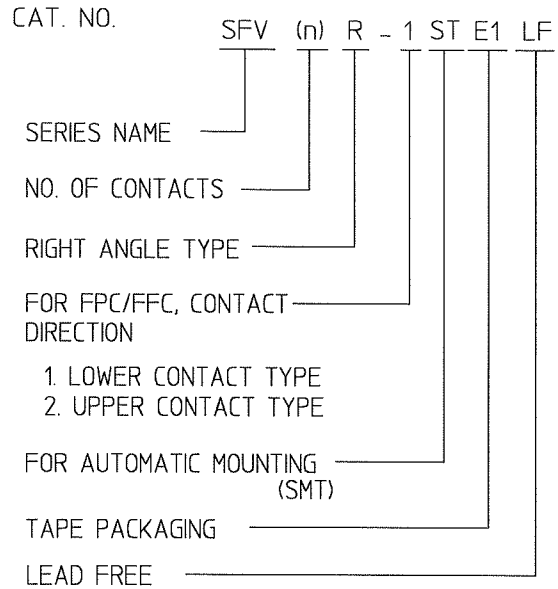 CAT. NO.
SFV (n) R - 1 ST E1 LF
SERIES NAME
NO. OF CONTACTS
RIGHT ANGLE TYPE
FOR FPC/FFC, CONTACT
DIRECTION
1. LOWER CONTACT TYPE
2. UPPER CONTACT TYPE
FOR AUTOMATIC MOUNTING
(SMT)
TAPE PACKAGING
LEAD FREE